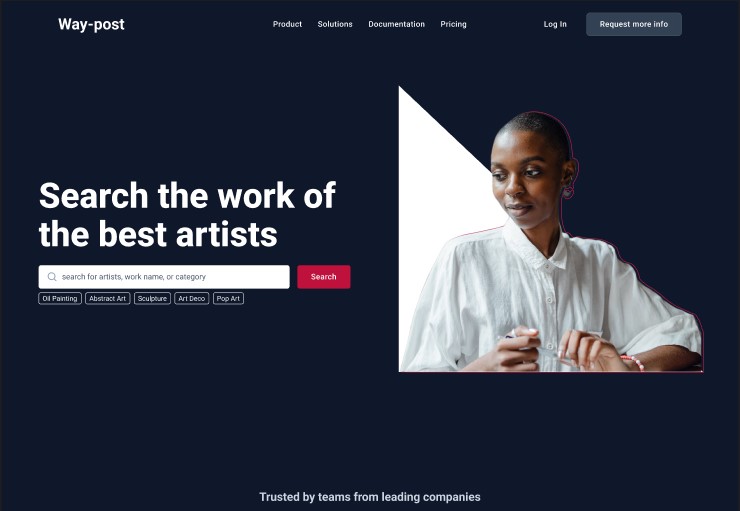 Way-post
Product Solutions Documentation Pricing
Log In
Request more info
Search the work of
the best artists
search for artists, work name, or category
Search
Oil Painting Abstract Art Sculpture Art Deco Pop Art
Trusted by teams from leading companies